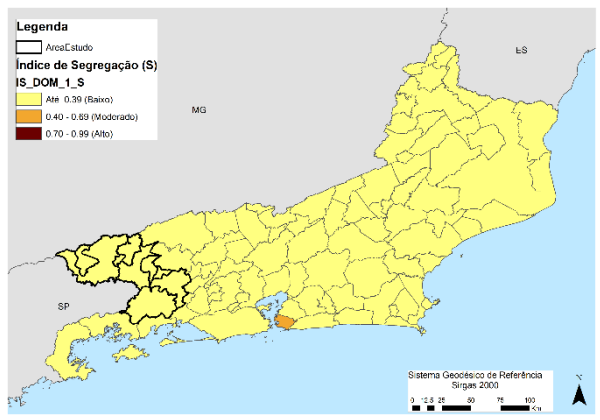 Legenda
AreaEstudo
Índice de Segregação (S)
IS_DOM_1_S
Até 0.39 (Baixo)
0.40 - 0.69 (Moderado)
0.70 - 0.99 (Alto)
ES
MG
SP
Sistema Geodésico de Referência
Sirgas 2000
0 12.5 25 50 75 100
Km
N